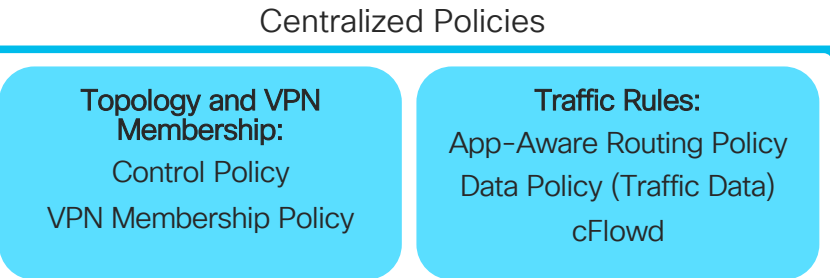 Centralized Policies
Topology and VPN
Membership:
Control Policy
VPN Membership Policy
Traffic Rules:
App-Aware Routing Policy
Data Policy (Traffic Data)
cFlowd